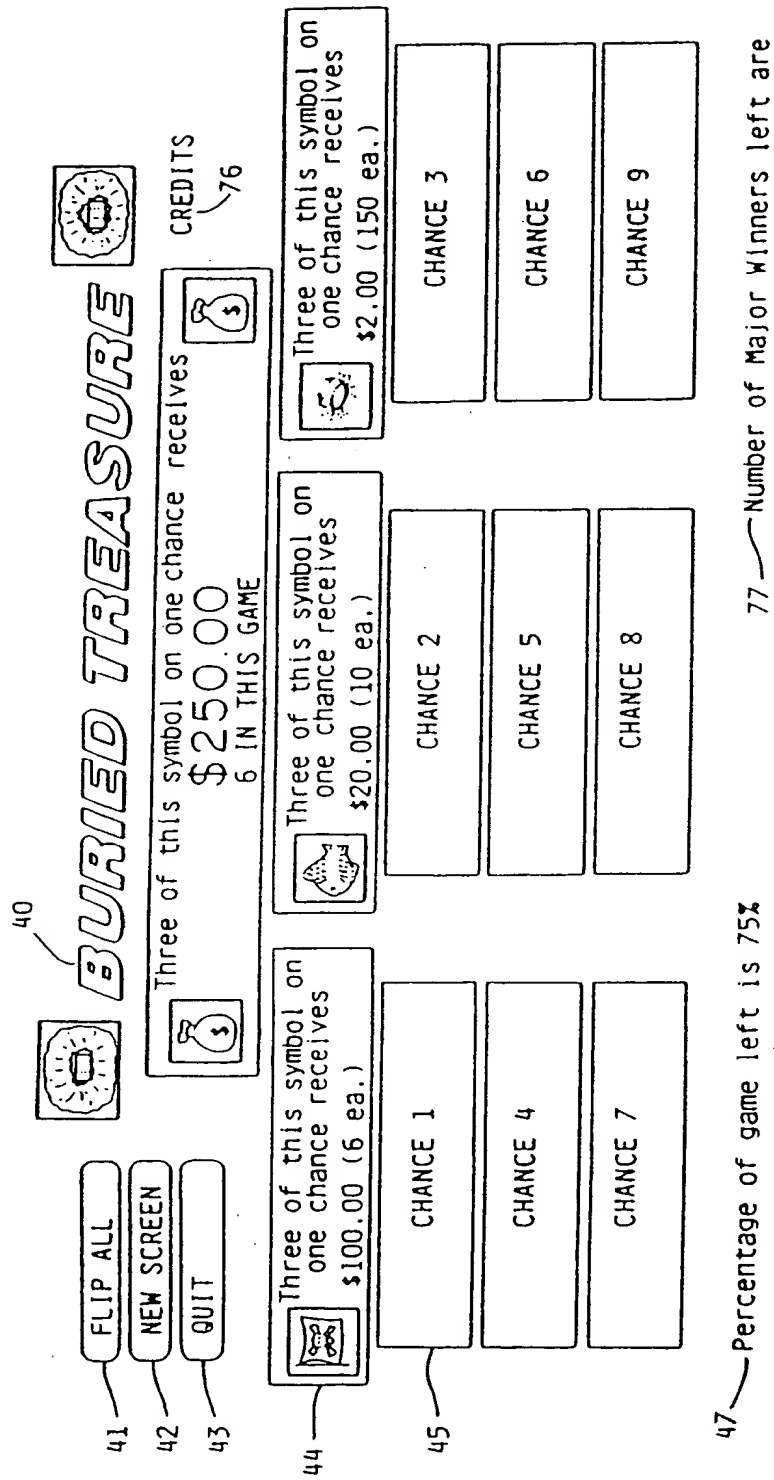 40
BURIED TREASURE
41
FLIP ALL
42
NEW SCREEN
43
QUIT
CREDITS
76
Three of this symbol on one chance receives
$250.00
6 IN THIS GAME
$
$
44
Three of this symbol on
one chance receives
$100.00 (6 ea.)
Three of this symbol on
one chance receives
$20.00 (10 ea.)
Three of this symbol on
one chance receives
$2.00 (150 ea.)
45
CHANCE 1
CHANCE 2
CHANCE 3
CHANCE 4
CHANCE 5
CHANCE 6
CHANCE 7
CHANCE 8
CHANCE 9
47
Percentage of game left is 75%
77
Number of Major Winners left are